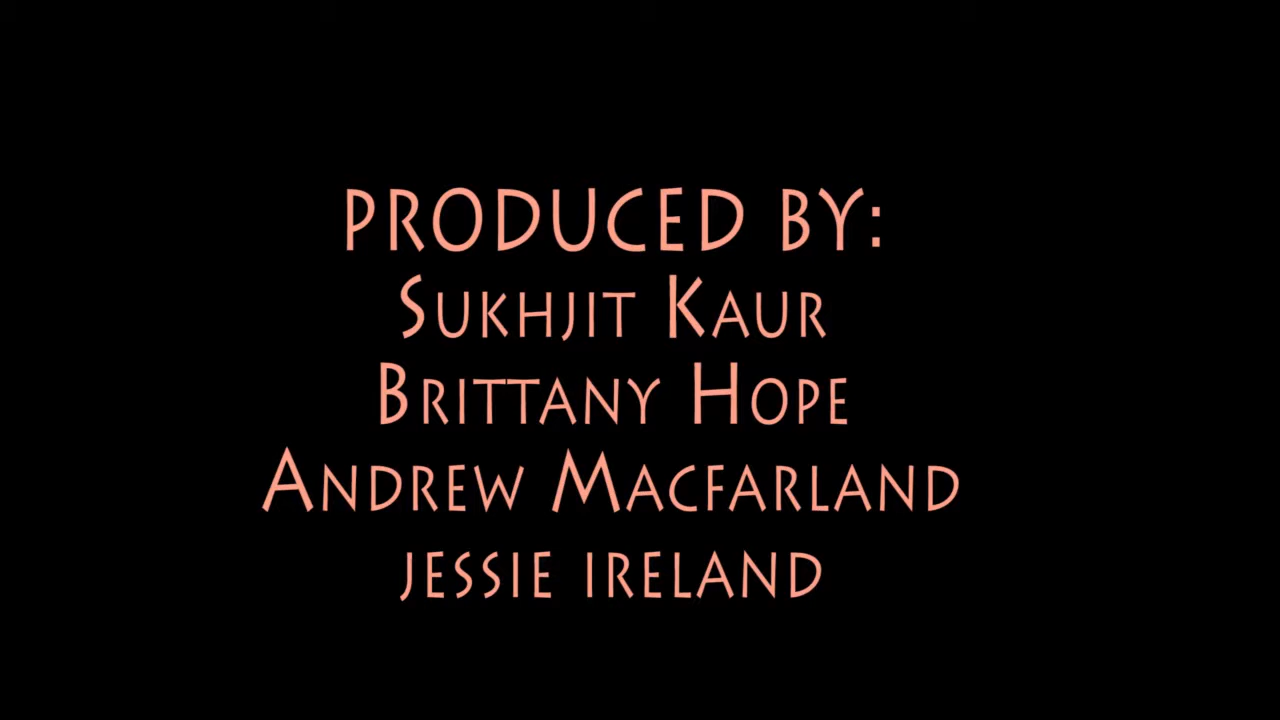 PRODUCED BY:
Sukhjit Kaur
Brittany Hope
Andrew Macfarland
jessie ireland